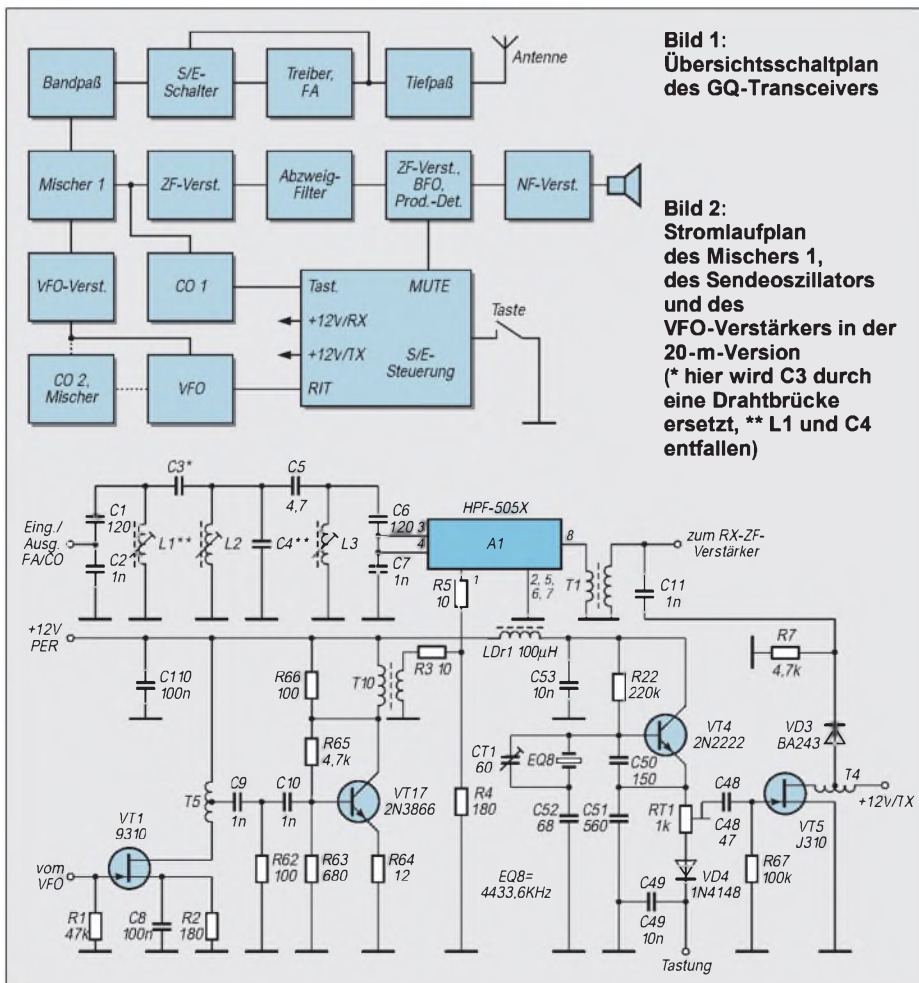 Bild 1:
Übersichtsschaltplan
des GQ-Transceivers
Bandpaß
S/E-
Schalter
Treiber,
FA
Tiefpaß
Antenne
Mischer 1
ZF-Verst.
Abzweig-
Filter
ZF-Verst.,
BFO,
Prod.-Det.
NF-Verst.
VFO-Verst.
CO 1
Tast.
MUTE
+12V/RX
+12V/TX
S/E-
Steuerung
RIT
Taste
CO 2,
Mischer
VFO
Bild 2:
Stromlaufplan
des Mischers 1,
des Sendeoszillators
und des
VFO-Verstärkers in der
20-m-Version
(* hier wird C3 durch
eine Drahtbrücke
ersetzt, ** L1 und C4
entfallen)
C3*
C5
4,7
C1
120
Eing./
Ausg.
FA/CO
C2
1n
L1**
L2
C4**
L3
C6
120
C7
1n
HPF-505X
A1
3
4
8
1
2, 5,
6, 7
R5
10
T1
zum RX-ZF-
Verstärker
C11
1n
+12V
PER
C110
100n
R66
100
T10
R3 10
LDr1 100µH
C53
10n
R22
220k
R7
4,7k
VT4
2N2222
VD3
BA243
T5
C9
1n
C10
1n
R65
4,7k
VT17
2N3866
R4
180
CT1
60
EQ8
C50
150
RT1
1k
C48
C48
47
T4
+12V/TX
VT5
J310
VT1
9310
vom
VFO
R1
47k
C8
100n
R2
180
R62
100
R63
680
R64
12
C52
68
C51
560
EQ8=
4433,6KHz
VD4
1N4148
C49
C49
10n
R67
100k
Tastung